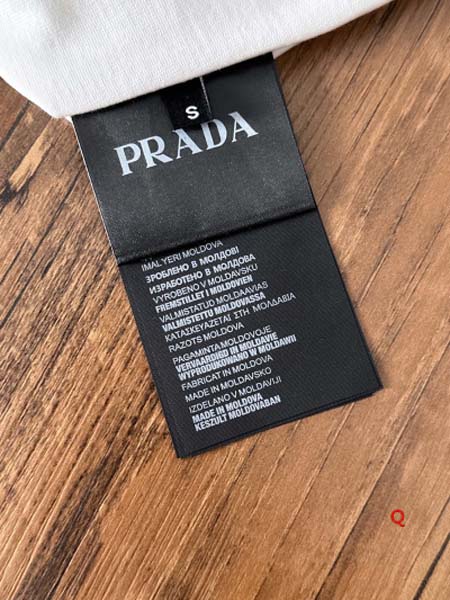 S
PRADA
IMAL YERI MOLDOVA
ЗРОБЛЕНО В МОЛДОВІ
ИЗРАБОТЕНО В МОЛДОВА
VYROBENO V MOLDAVSKU
FREMSTILLET I MOLDOVIEN
VALMISTATUD MOLDAAVIAS
VALMISTETTU MOLDOVASSA
ΚΑΤΑΣΚΕΥΑΖΕΤΑΙ ΣΤΗ ΜΟΛΔΑΒΙΑ
RAZOTS MOLDOVA
PAGAMINTA MOLDOVOJE
VERVAARDIGD IN MOLDAVIE
WYPRODUKOWANO W MOLDAWII
FABRICAT IN MOLDOVA
MADE IN MOLDAVSKO
IZDELANO V MOLDAVIJI
MADE IN MOLDOVA
KESZULT MOLDOVABAN
Q